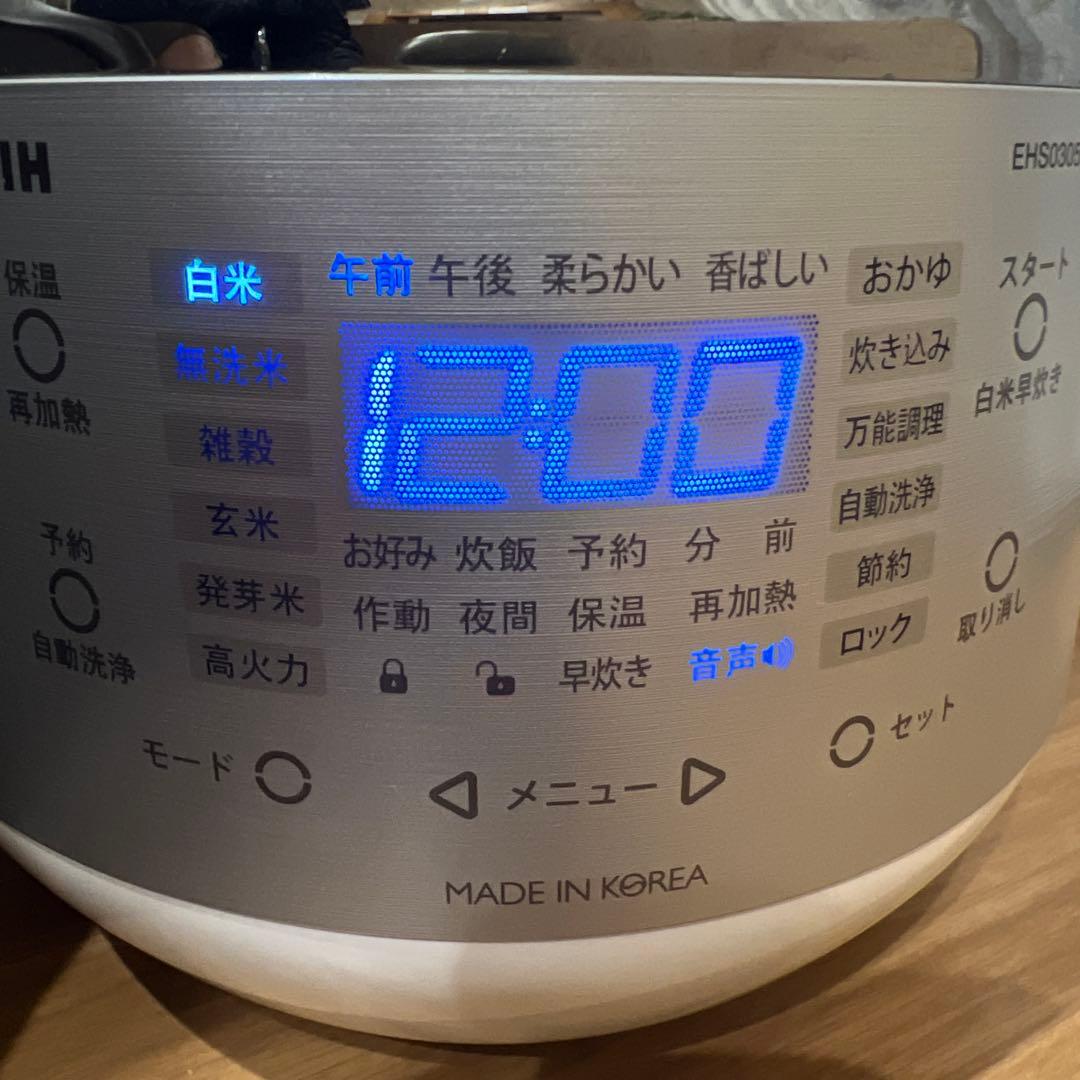 IH
EHS0305
保温
再加熱
予約
自動洗浄
白米
無洗米
雑穀
玄米
発芽米
高火力
午前 午後 柔らかい 香ばしい
12:00
お好み 炊飯 予約 分 前
作動 夜間 保温 再加熱
早炊き 音声
おかゆ
炊き込み
万能調理
自動洗浄
節約
ロック
スタート
白米早炊き
取り消し
モード
メニュー
セット
MADE IN KOREA